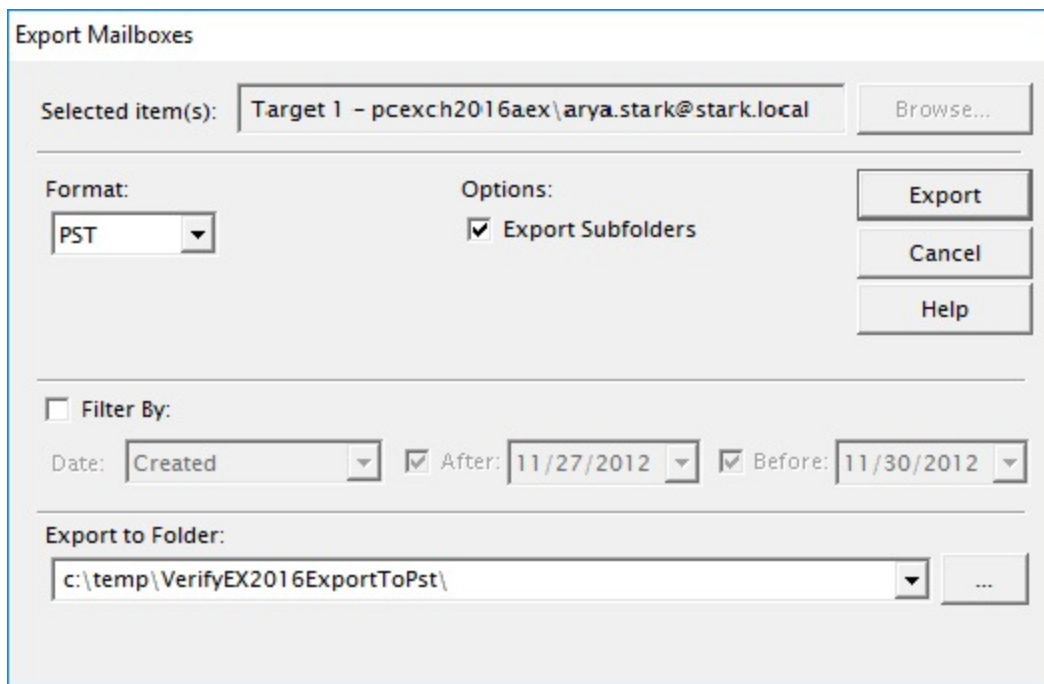 Export Mailboxes
Selected item(s): Target 1 - pcexch2016aex\arya.stark@stark.local Browse...
Format: Options:
PST Export Subfolders
Export
Cancel
Help
Filter By:
Date: Created After: 11/27/2012 Before: 11/30/2012
Export to Folder:
c:\temp\VerifyEX2016ExportToPst\ ...